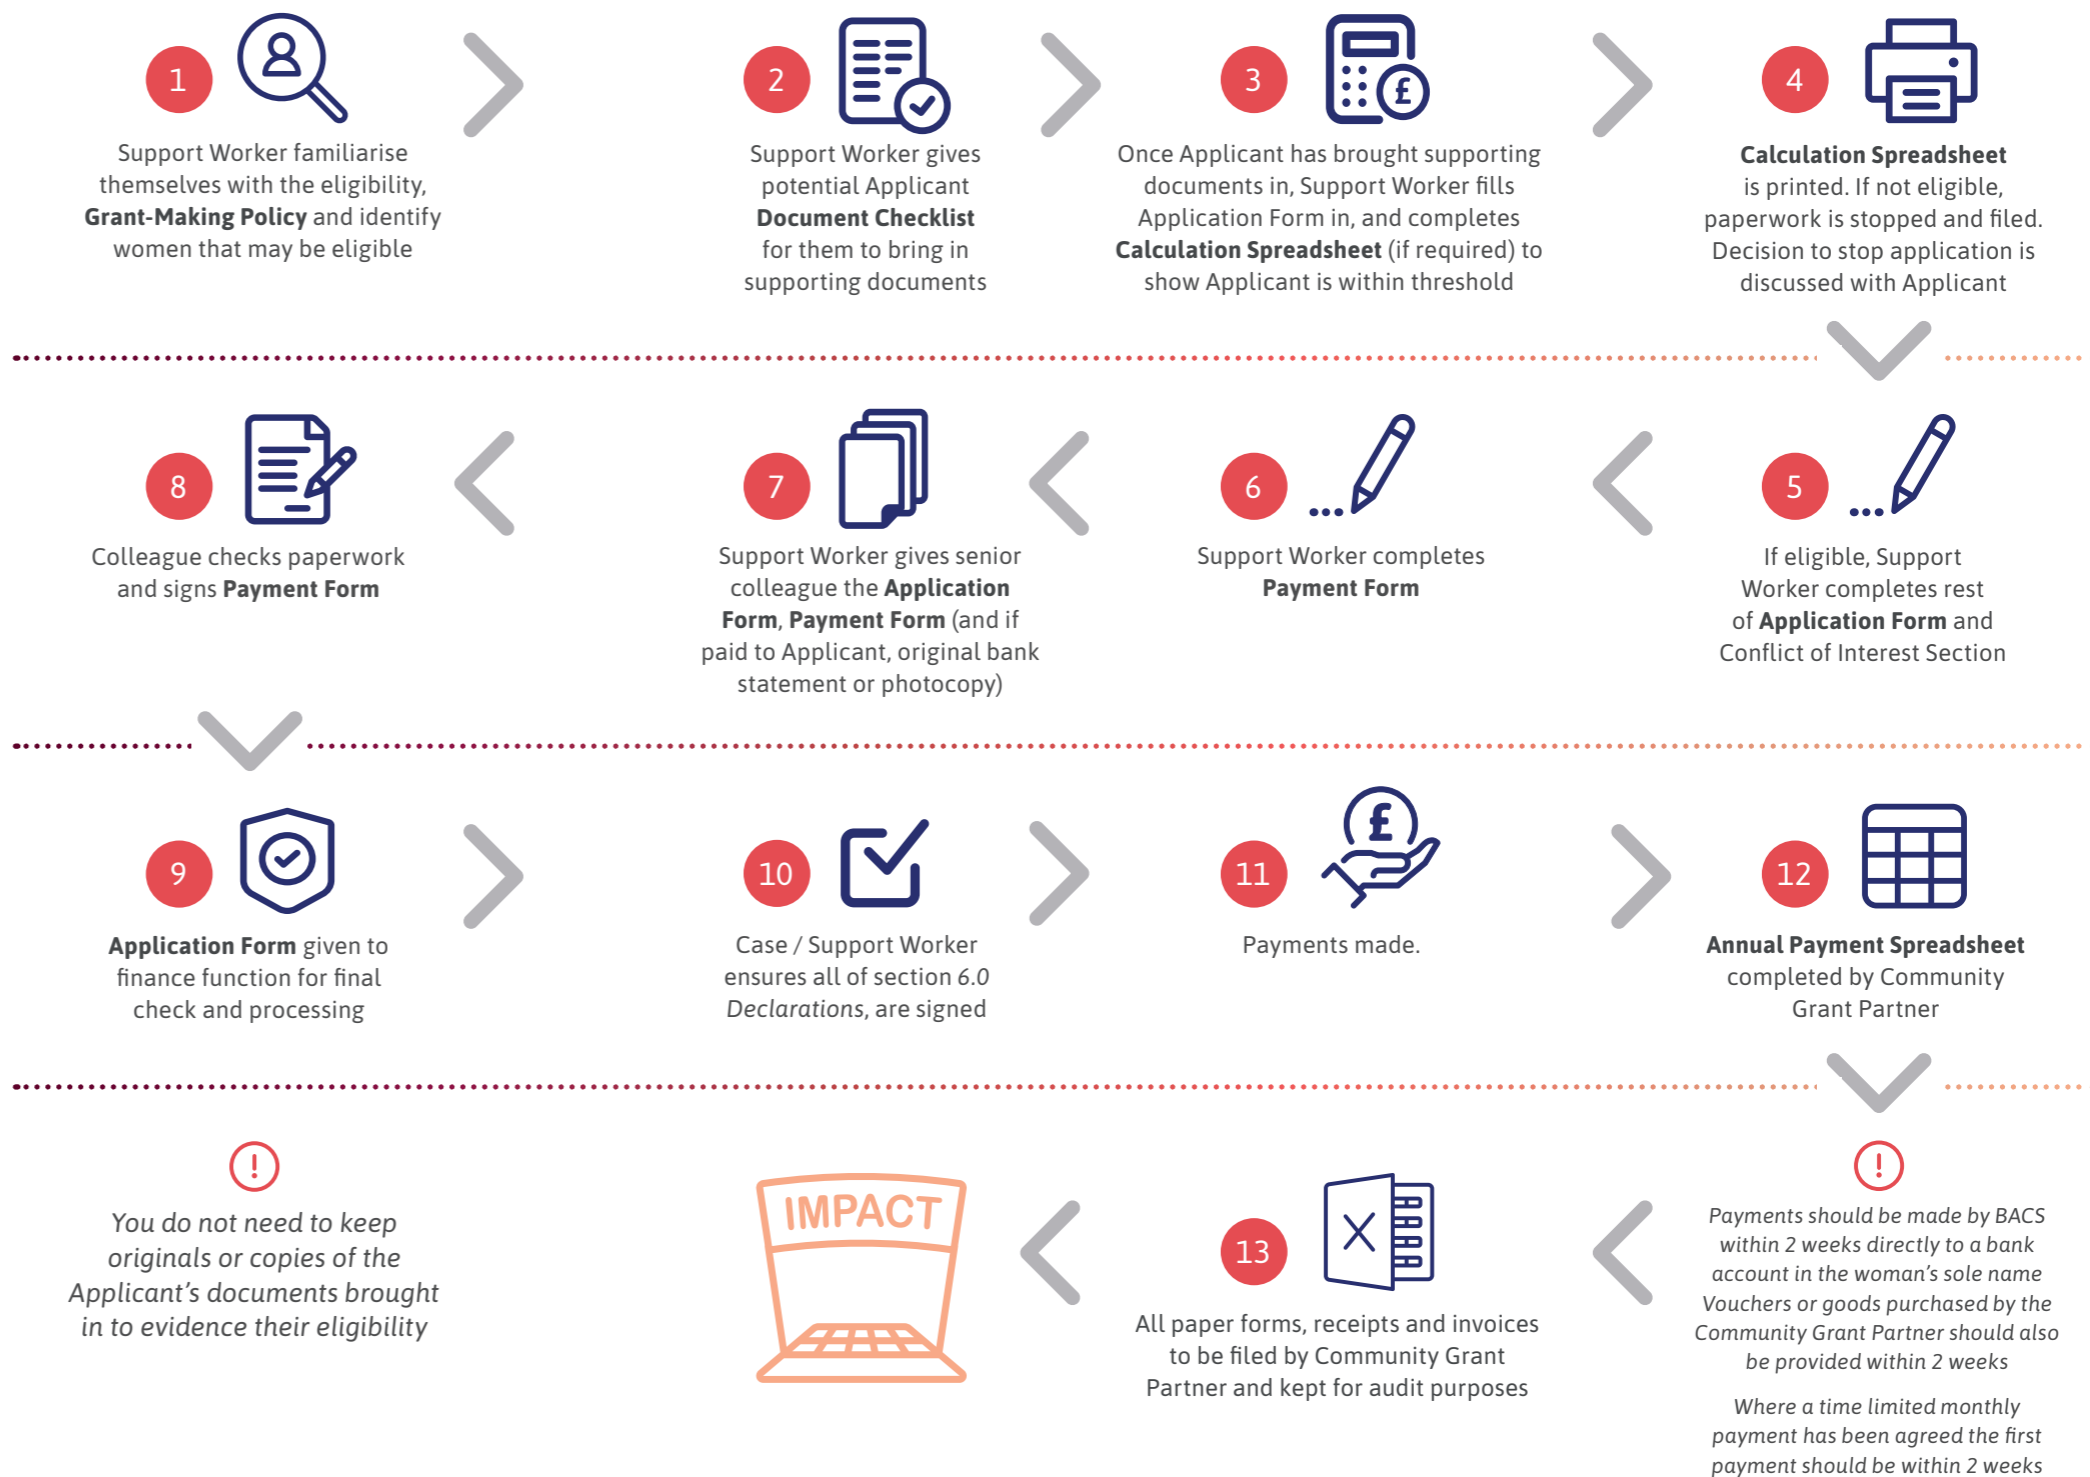 1
Support Worker familiarise
themselves with the eligibility,
Grant-Making Policy and identify
women that may be eligible
2
Support Worker gives
potential Applicant
Document Checklist
for them to bring in
supporting documents
3
£
Once Applicant has brought supporting
documents in, Support Worker fills
Application Form in, and completes
Calculation Spreadsheet (if required) to
show Applicant is within threshold
4
Calculation Spreadsheet
is printed. If not eligible,
paperwork is stopped and filed.
Decision to stop application is
discussed with Applicant
5
If eligible, Support
Worker completes rest
of Application Form and
Conflict of Interest Section
6
Support Worker completes
Payment Form
7
Support Worker gives senior
colleague the Application
Form, Payment Form (and if
paid to Applicant, original bank
statement or photocopy)
8
Colleague checks paperwork
and signs Payment Form
9
Application Form given to
finance function for final
check and processing
10
Case / Support Worker
ensures all of section 6.0
Declarations, are signed
11
£
Payments made.
12
Annual Payment Spreadsheet
completed by Community
Grant Partner
!
Payments should be made by BACS
within 2 weeks directly to a bank
account in the woman's sole name
Vouchers or goods purchased by the
Community Grant Partner should also
be provided within 2 weeks
Where a time limited monthly
payment has been agreed the first
payment should be within 2 weeks
13
X
All paper forms, receipts and invoices
to be filed by Community Grant
Partner and kept for audit purposes
IMPACT
!
You do not need to keep
originals or copies of the
Applicant's documents brought
in to evidence their eligibility